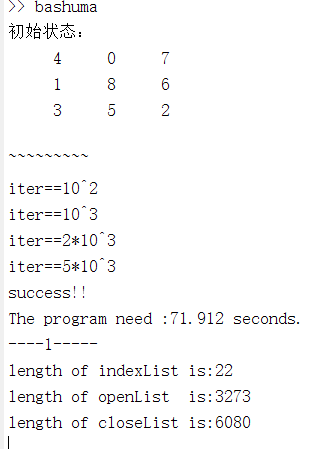 >> bashuma
初始状态：
4 0 7
1 8 6
3 5 2
~~~~~~~~~
iter==10^2
iter==10^3
iter==2*10^3
iter==5*10^3
success!!
The program need :71.912 seconds.
----1-----
length of indexList is:22
length of openList  is:3273
length of closeList is:6080